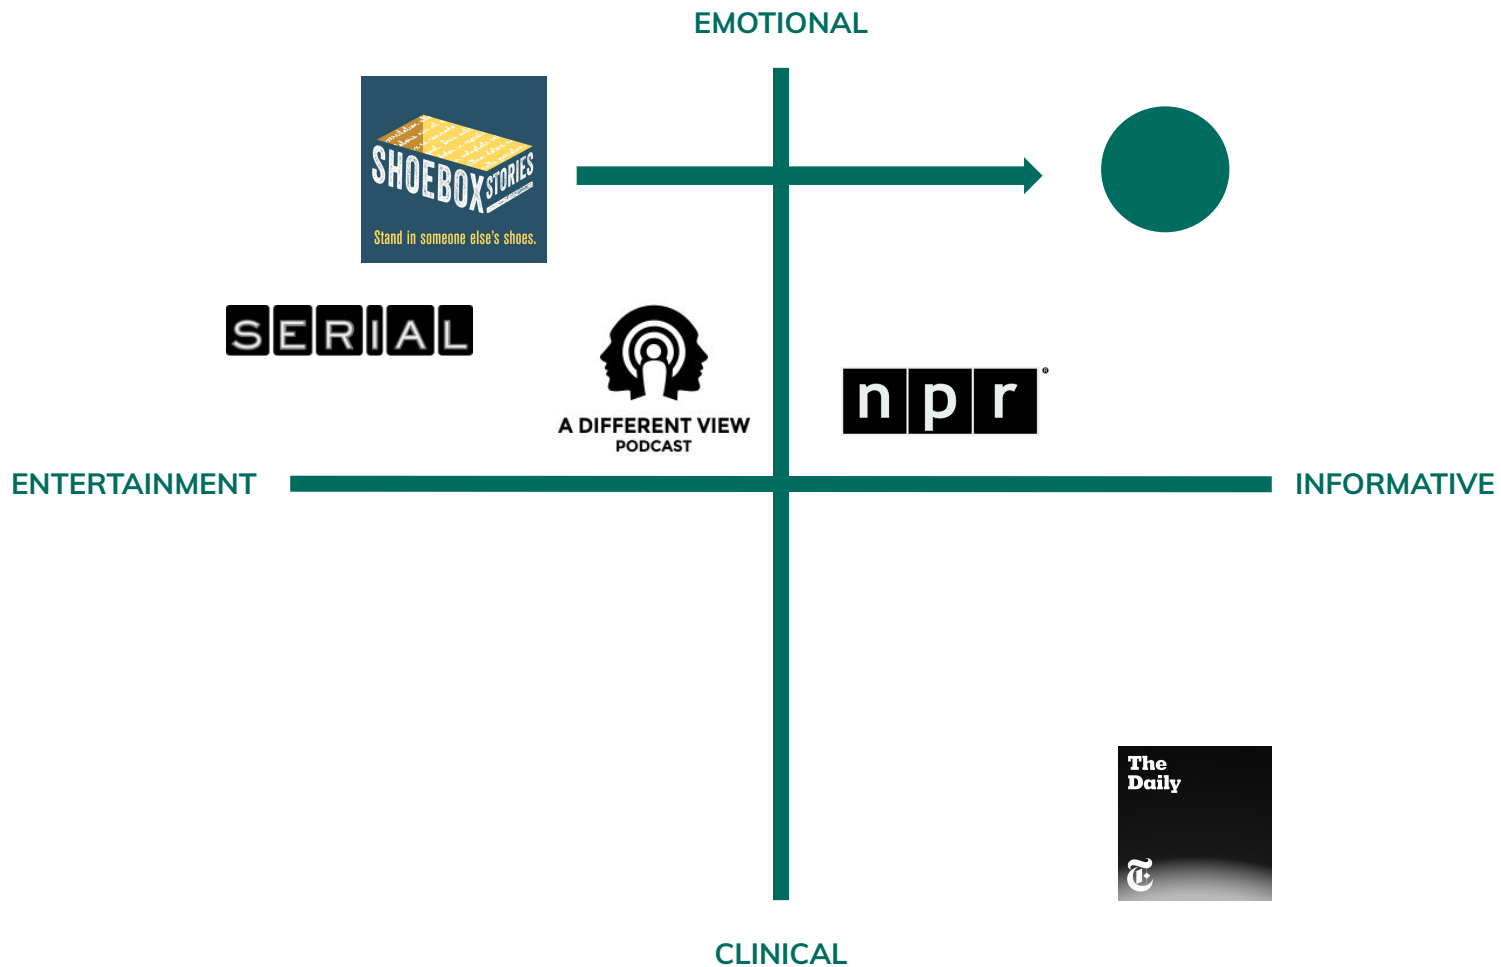 EMOTIONAL
SHOEBOX
STORIES
Stand in someone else's shoes.
SERIAL
A DIFFERENT VIEW
PODCAST
npr®
ENTERTAINMENT
INFORMATIVE
The
Daily
T
CLINICAL